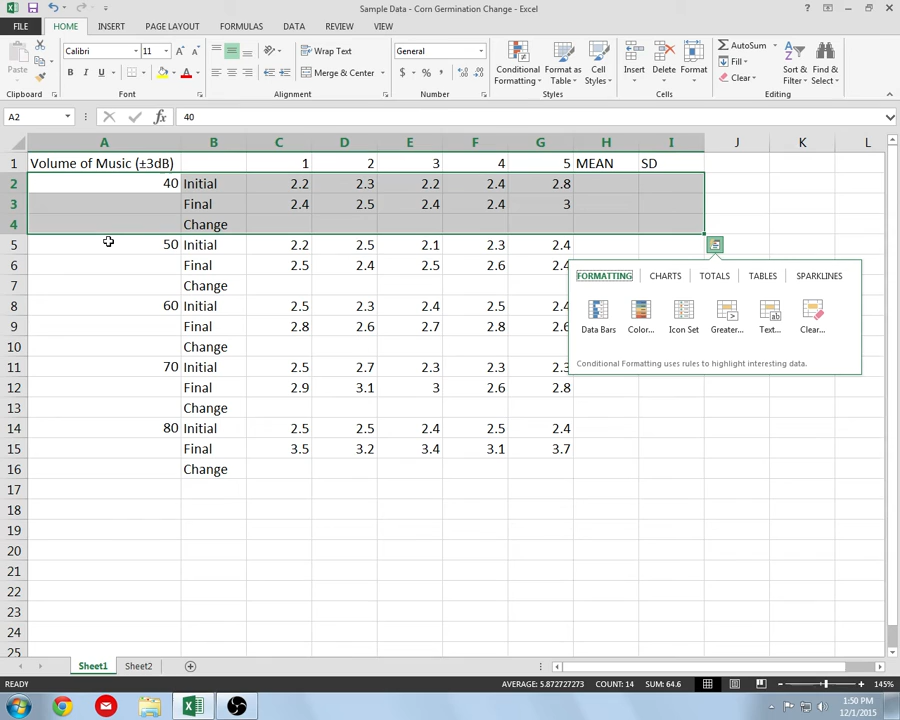 Sample Data - Corn Germination Change - Excel
FILE HOME INSERT PAGE LAYOUT FORMULAS DATA REVIEW VIEW
Calibri 11 Wrap Text General AutoSum
Paste B I U Merge & Center $ % , Conditional Formatting Format as Table Cell Styles Insert Delete Format Fill Clear Sort & Filter Find & Select
Clipboard Font Alignment Number Styles Cells Editing
A2 fx 40
A B C D E F G H I J K L
1 Volume of Music (±3dB) 1 2 3 4 5 MEAN SD
2 40 Initial 2.2 2.3 2.2 2.4 2.8
3 Final 2.4 2.5 2.4 2.4 3
4 Change
5 50 Initial 2.2 2.5 2.1 2.3 2.4
6 Final 2.5 2.4 2.5 2.6 2.4
7 Change
8 60 Initial 2.5 2.3 2.4 2.5 2.4
9 Final 2.8 2.6 2.7 2.8 2.6
10 Change
11 70 Initial 2.5 2.7 2.3 2.3 2.3
12 Final 2.9 3.1 3 2.6 2.8
13 Change
14 80 Initial 2.5 2.5 2.4 2.5 2.4
15 Final 3.5 3.2 3.4 3.1 3.7
16 Change
17
18
19
20
21
22
23
24
25
FORMATTING CHARTS TOTALS TABLES SPARKLINES
Data Bars Color... Icon Set Greater... Text... Clear...
Conditional Formatting uses rules to highlight interesting data.
Sheet1 Sheet2
READY AVERAGE: 5.872727273 COUNT: 14 SUM: 64.6 145%
1:50 PM
12/1/2015